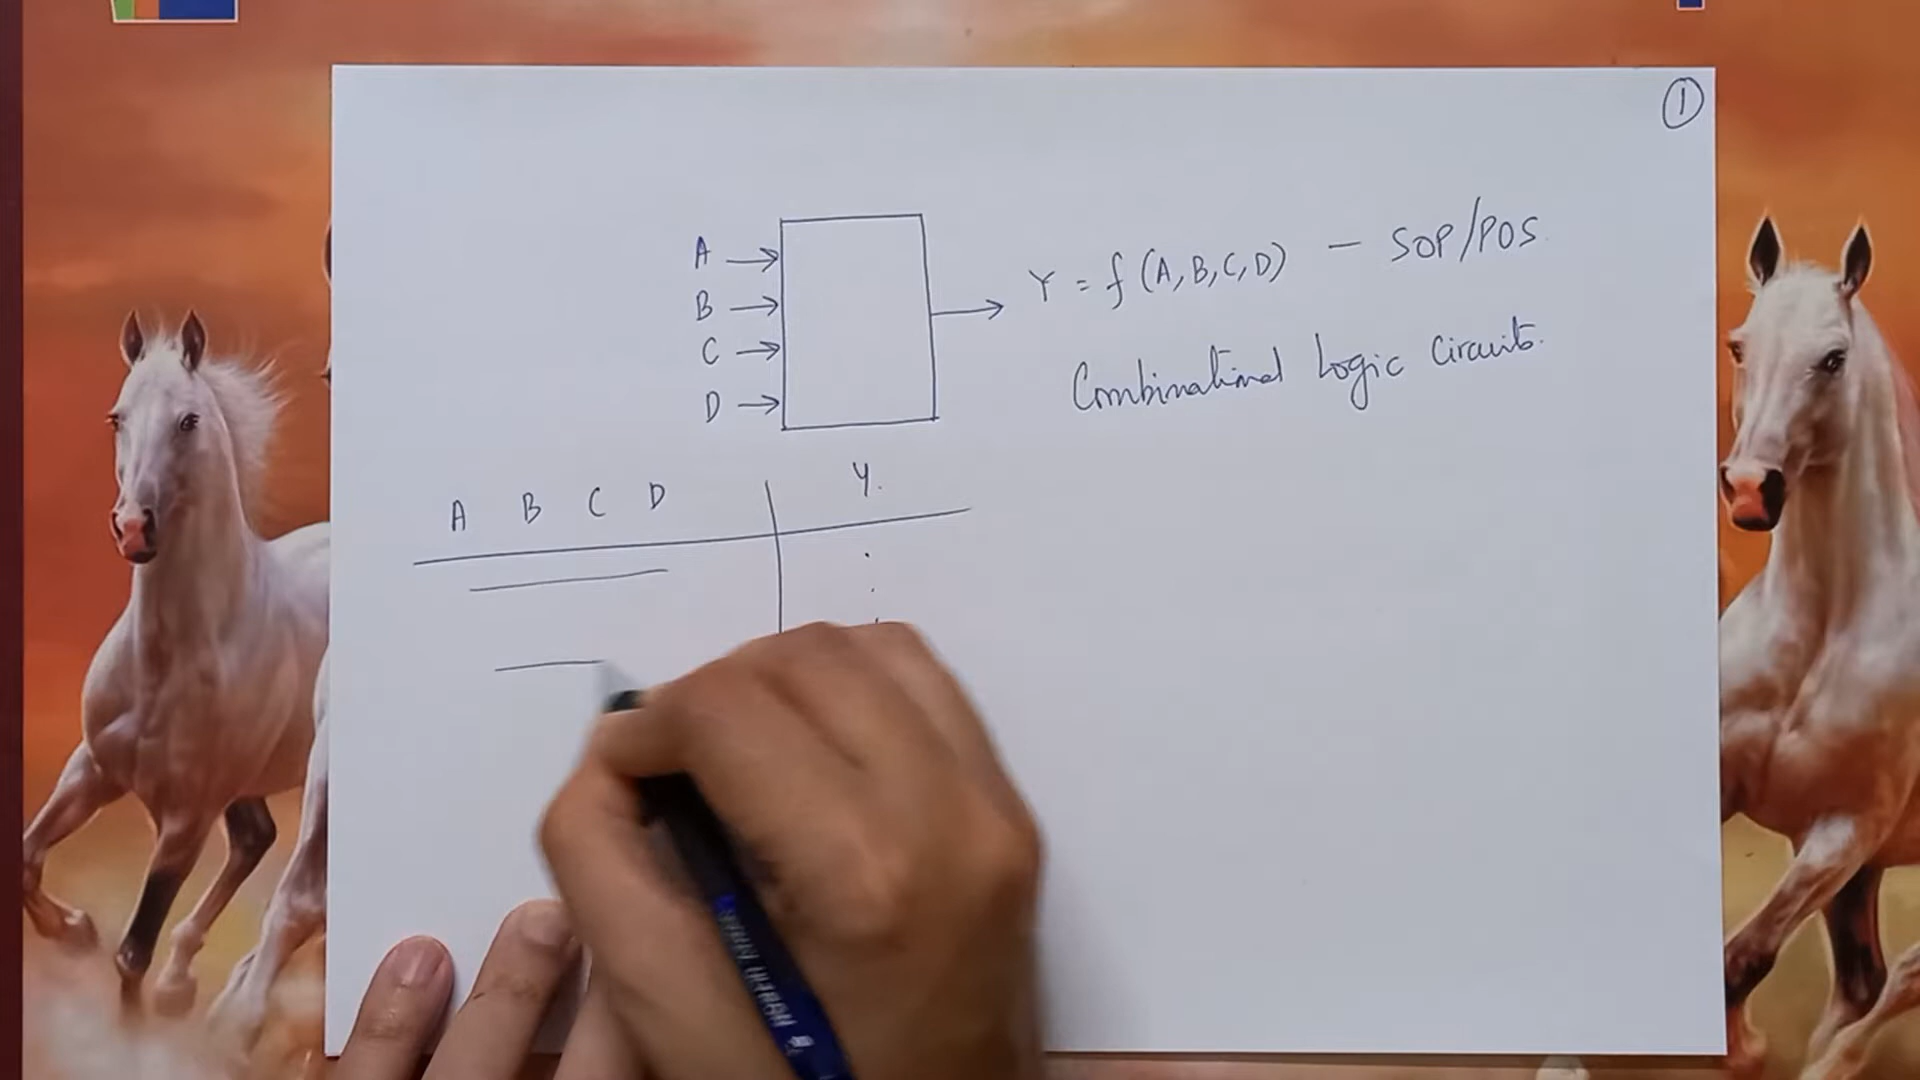 ①
A
B
C
D
Y = f (A, B, C, D) — SOP/POS
Combinational Logic Circuits.
A B C D Y.